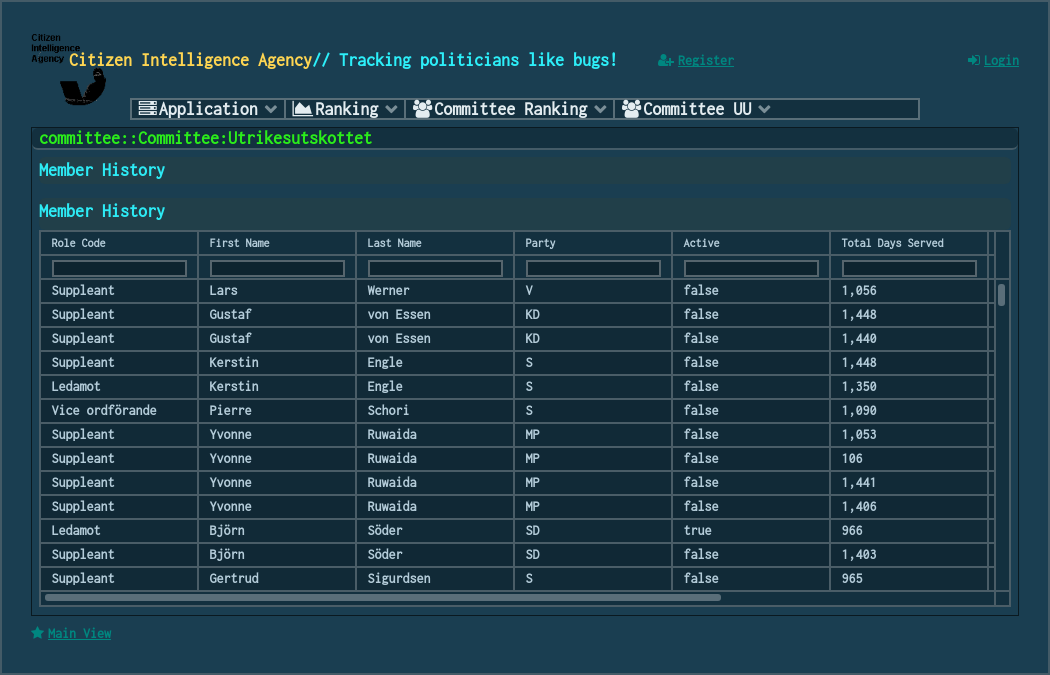 Citizen
Intelligence
Agency
Citizen Intelligence Agency// Tracking politicians like bugs!
Register
Login
Application
Ranking
Committee Ranking
Committee UU
committee::Committee:Utrikesutskottet
Member History
Member History
Role Code First Name Last Name Party Active Total Days Served
Suppleant Lars Werner V false 1,056
Suppleant Gustaf von Essen KD false 1,448
Suppleant Gustaf von Essen KD false 1,440
Suppleant Kerstin Engle S false 1,448
Ledamot Kerstin Engle S false 1,350
Vice ordförande Pierre Schori S false 1,090
Suppleant Yvonne Ruwaida MP false 1,053
Suppleant Yvonne Ruwaida MP false 106
Suppleant Yvonne Ruwaida MP false 1,441
Suppleant Yvonne Ruwaida MP false 1,406
Ledamot Björn Söder SD true 966
Suppleant Björn Söder SD false 1,403
Suppleant Gertrud Sigurdsen S false 965
Main View